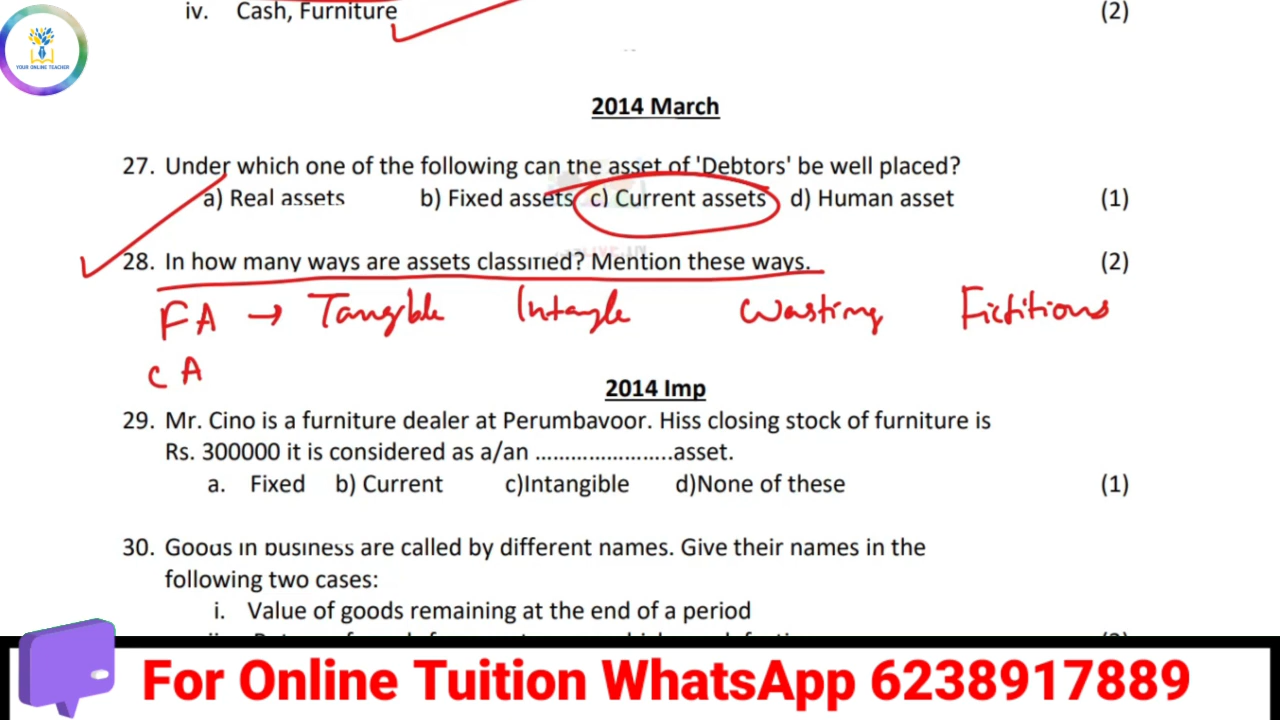 iv. Cash, Furniture (2)
YOUR ONLINE TEACHER
2014 March
27. Under which one of the following can the asset of 'Debtors' be well placed?
a) Real assets b) Fixed assets c) Current assets d) Human asset (1)
28. In how many ways are assets classified? Mention these ways. (2)
FA → Tangible Intangle Wasting Fictitions
CA
2014 Imp
29. Mr. Cino is a furniture dealer at Perumbavoor. Hiss closing stock of furniture is
Rs. 300000 it is considered as a/an ......................asset.
a. Fixed b) Current c)Intangible d)None of these (1)
30. Goods in business are called by different names. Give their names in the
following two cases:
i. Value of goods remaining at the end of a period
For Online Tuition WhatsApp 6238917889